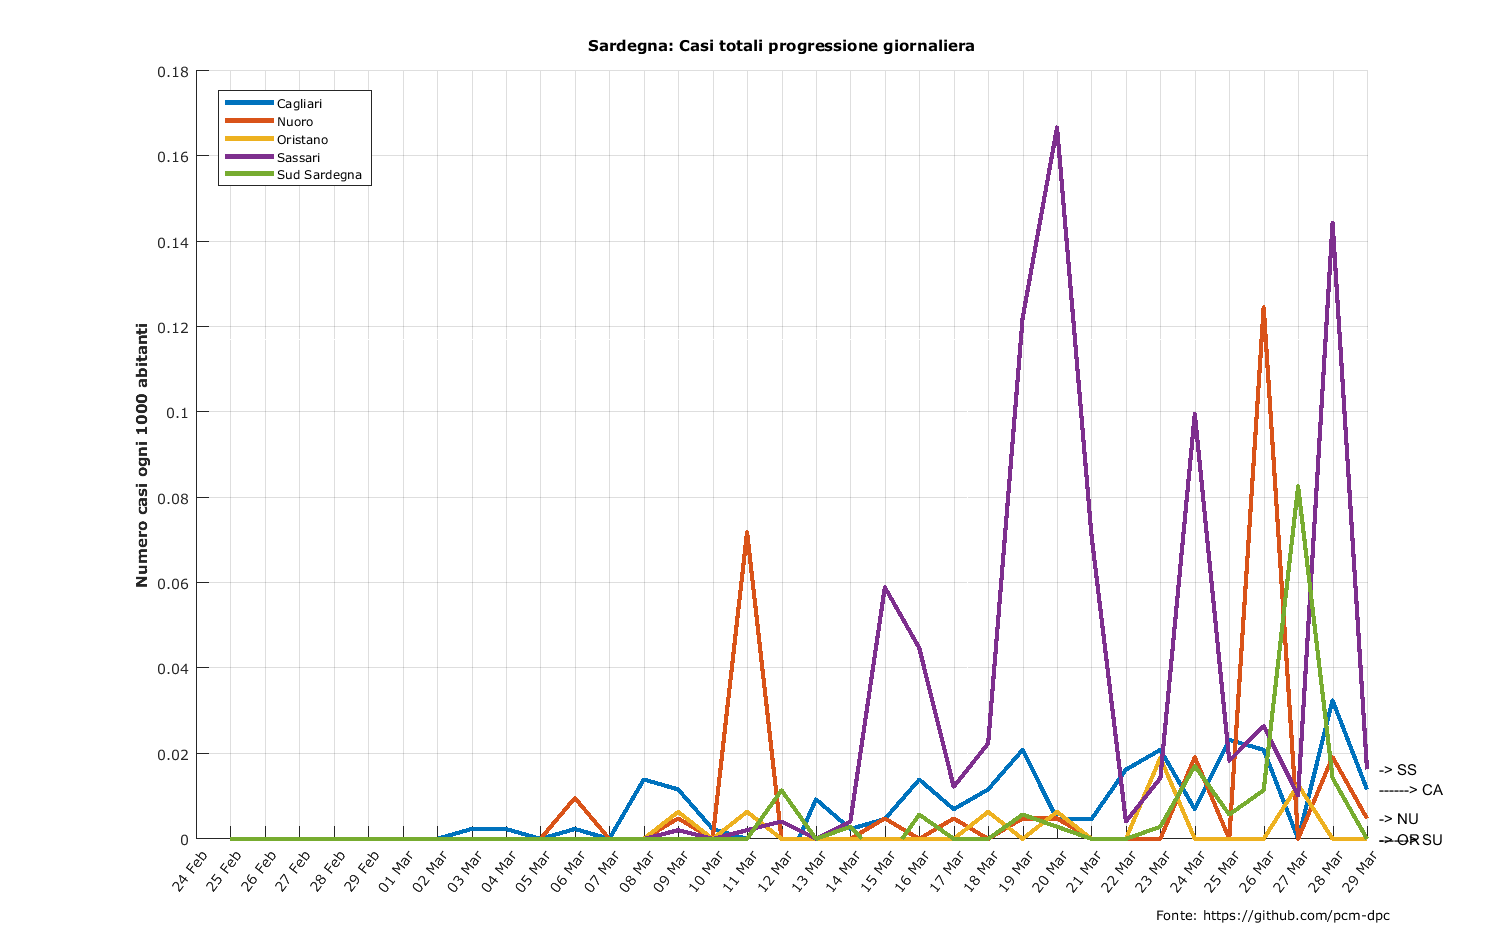 Sardegna: Casi totali progressione giornaliera
0.18
0.16
0.14
0.12
0.1
0.08
0.06
0.04
0.02
0
Numero casi ogni 1000 abitanti
Cagliari
Nuoro
Oristano
Sassari
Sud Sardegna
-> SS
------> CA
-> NU
-> OR
------> SU
24 Feb
25 Feb
26 Feb
27 Feb
28 Feb
29 Feb
01 Mar
02 Mar
03 Mar
04 Mar
05 Mar
06 Mar
07 Mar
08 Mar
09 Mar
10 Mar
11 Mar
12 Mar
13 Mar
14 Mar
15 Mar
16 Mar
17 Mar
18 Mar
19 Mar
20 Mar
21 Mar
22 Mar
23 Mar
24 Mar
25 Mar
26 Mar
27 Mar
28 Mar
29 Mar
Fonte: https://github.com/pcm-dpc